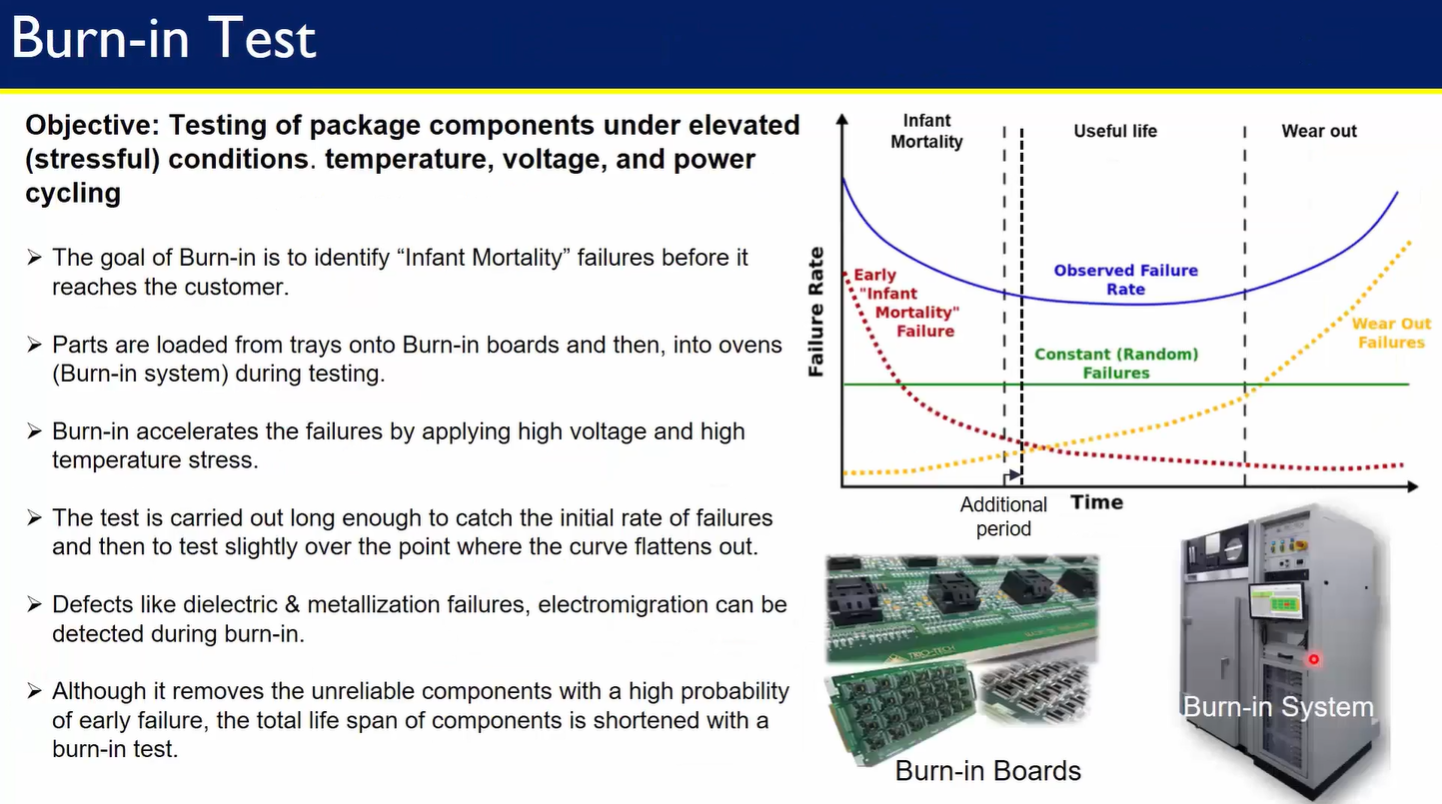 Burn-in Test
Objective: Testing of package components under elevated
(stressful) conditions. temperature, voltage, and power
cycling
➢ The goal of Burn-in is to identify “Infant Mortality” failures before it
reaches the customer.
➢ Parts are loaded from trays onto Burn-in boards and then, into ovens
(Burn-in system) during testing.
➢ Burn-in accelerates the failures by applying high voltage and high
temperature stress.
➢ The test is carried out long enough to catch the initial rate of failures
and then to test slightly over the point where the curve flattens out.
➢ Defects like dielectric & metallization failures, electromigration can be
detected during burn-in.
➢ Although it removes the unreliable components with a high probability
of early failure, the total life span of components is shortened with a
burn-in test.
Infant
Mortality
Useful life
Wear out
Failure Rate
Observed Failure
Rate
Early
"Infant
Mortality"
Failure
Wear Out
Failures
Constant (Random)
Failures
Additional
period
Time
Burn-in Boards
Burn-in System